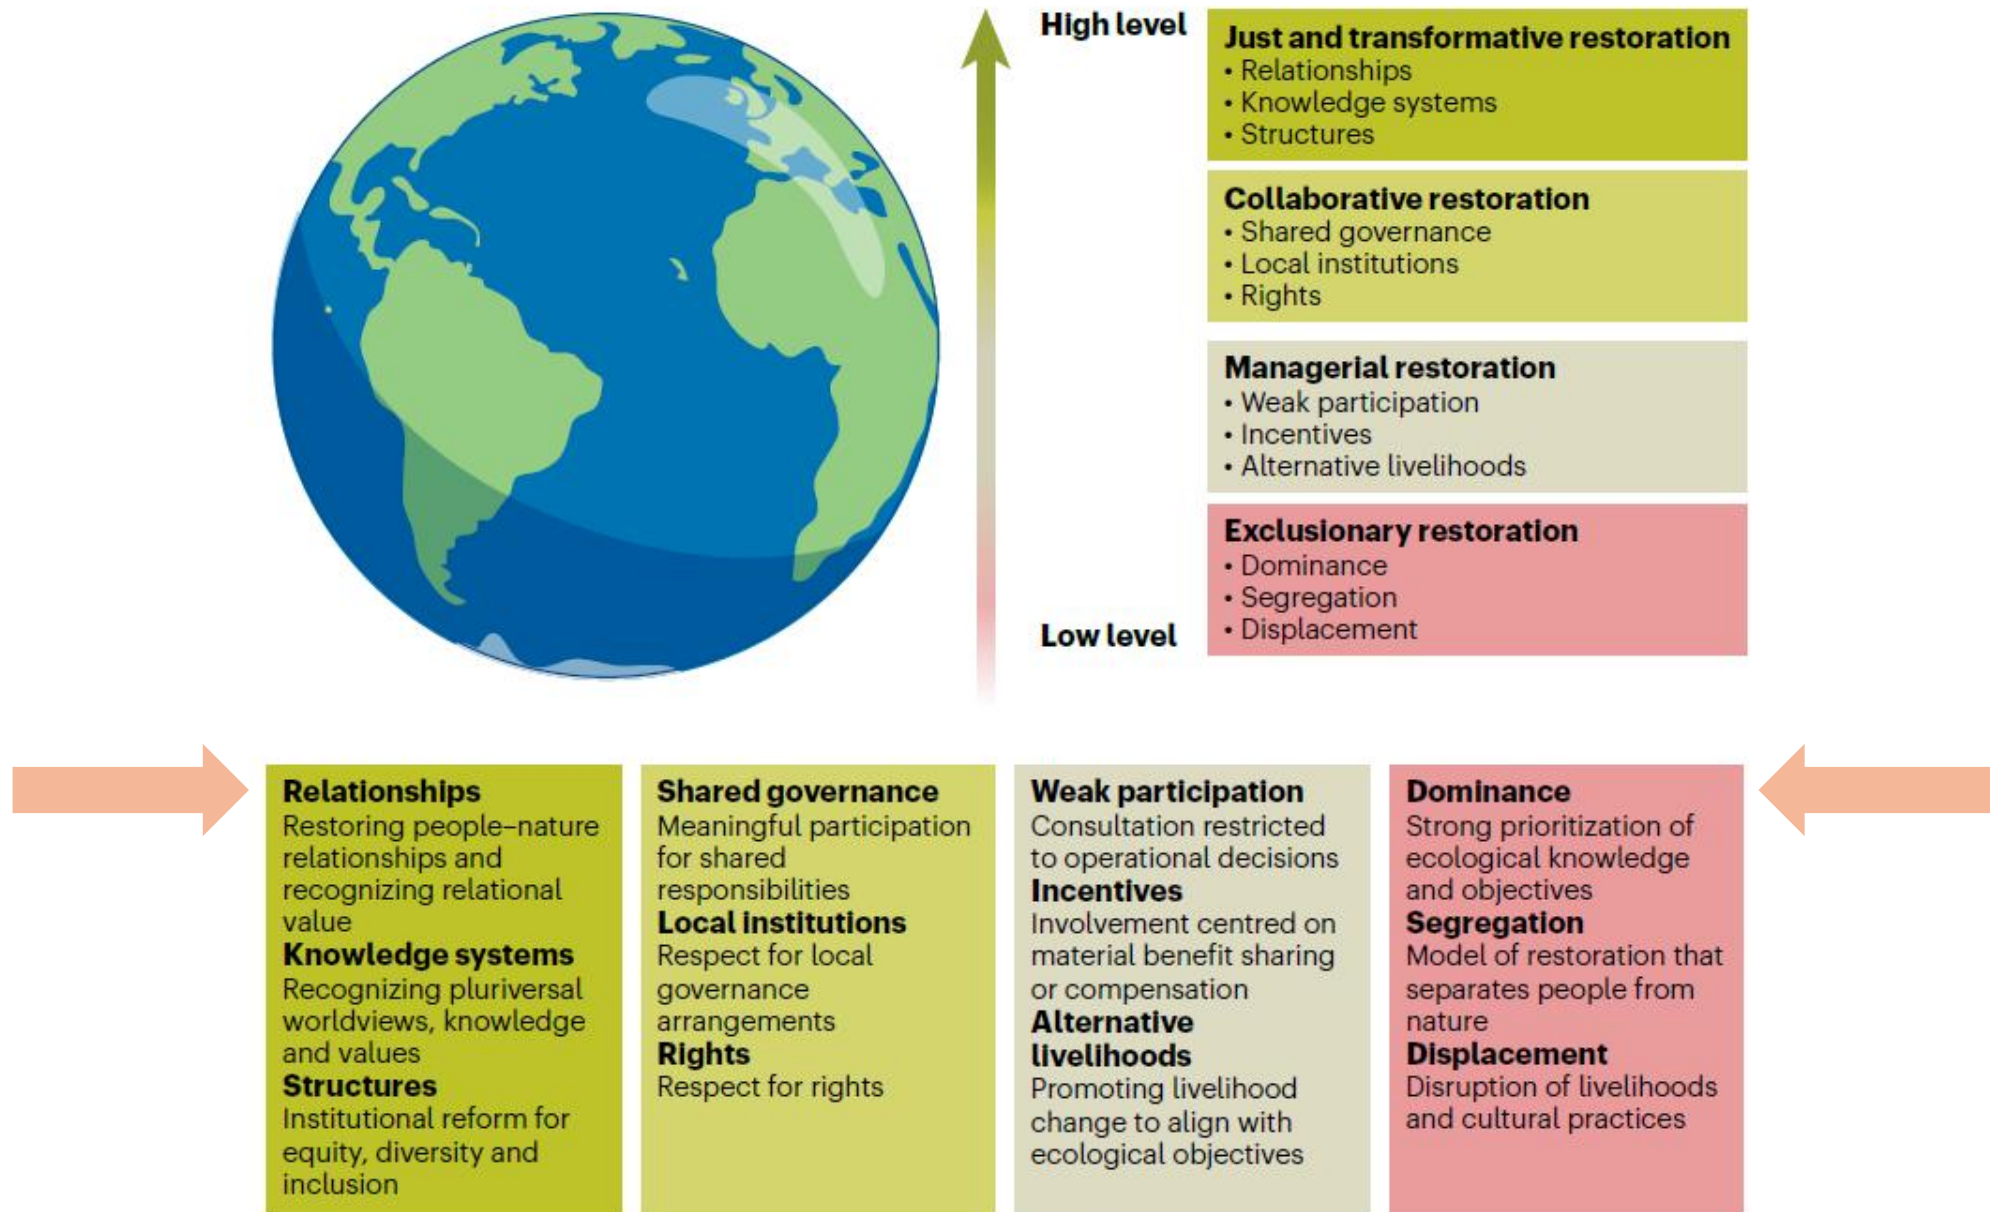 High level
Just and transformative restoration
• Relationships
• Knowledge systems
• Structures
Collaborative restoration
• Shared governance
• Local institutions
• Rights
Managerial restoration
• Weak participation
• Incentives
• Alternative livelihoods
Exclusionary restoration
• Dominance
• Segregation
• Displacement
Low level
Relationships
Restoring people–nature
relationships and
recognizing relational
value
Knowledge systems
Recognizing pluriversal
worldviews, knowledge
and values
Structures
Institutional reform for
equity, diversity and
inclusion
Shared governance
Meaningful participation
for shared
responsibilities
Local institutions
Respect for local
governance
arrangements
Rights
Respect for rights
Weak participation
Consultation restricted
to operational decisions
Incentives
Involvement centred on
material benefit sharing
or compensation
Alternative
livelihoods
Promoting livelihood
change to align with
ecological objectives
Dominance
Strong prioritization of
ecological knowledge
and objectives
Segregation
Model of restoration that
separates people from
nature
Displacement
Disruption of livelihoods
and cultural practices